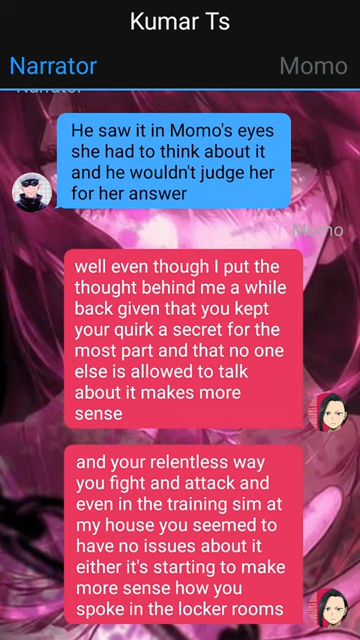 Kumar Ts
Narrator
Momo
Narrator
He saw it in Momo's eyes
she had to think about it
and he wouldn't judge her
for her answer
Momo
well even though I put the
thought behind me a while
back given that you kept
your quirk a secret for the
most part and that no one
else is allowed to talk
about it makes more
sense
and your relentless way
you fight and attack and
even in the training sim at
my house you seemed to
have no issues about it
either it's starting to make
more sense how you
spoke in the locker rooms